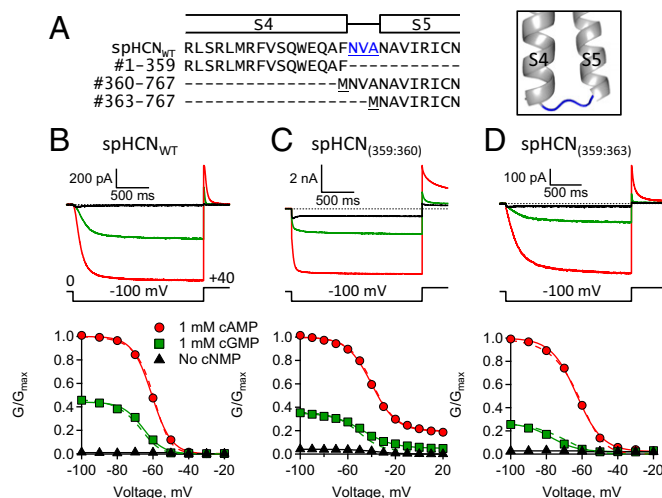 A
S4 S5
spHCNWT RLSRLMRFVSQWEQAFNVANAVIRICN
#1-359 RLSRLMRFVSQWEQAF-----------
#360-767 ----------------MNVANAVIRICN
#363-767 -------------------MNAVIRICN
S4 S5
B spHCNWT
200 pA
500 ms
0 +40
-100 mV
C spHCN(359:360)
2 nA
500 ms
-100 mV
D spHCN(359:363)
100 pA
500 ms
-100 mV
1 mM cAMP
1 mM cGMP
No cNMP
G/Gmax
1.0
0.8
0.6
0.4
0.2
0.0
-100 -80 -60 -40 -20
Voltage, mV
G/Gmax
1.0
0.8
0.6
0.4
0.2
0.0
-100 -60 -20 20
Voltage, mV
G/Gmax
1.0
0.8
0.6
0.4
0.2
0.0
-100 -80 -60 -40 -20
Voltage, mV